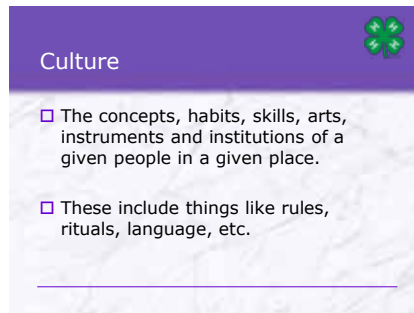 Culture
The concepts, habits, skills, arts,
instruments and institutions of a
given people in a given place.
These include things like rules,
rituals, language, etc.